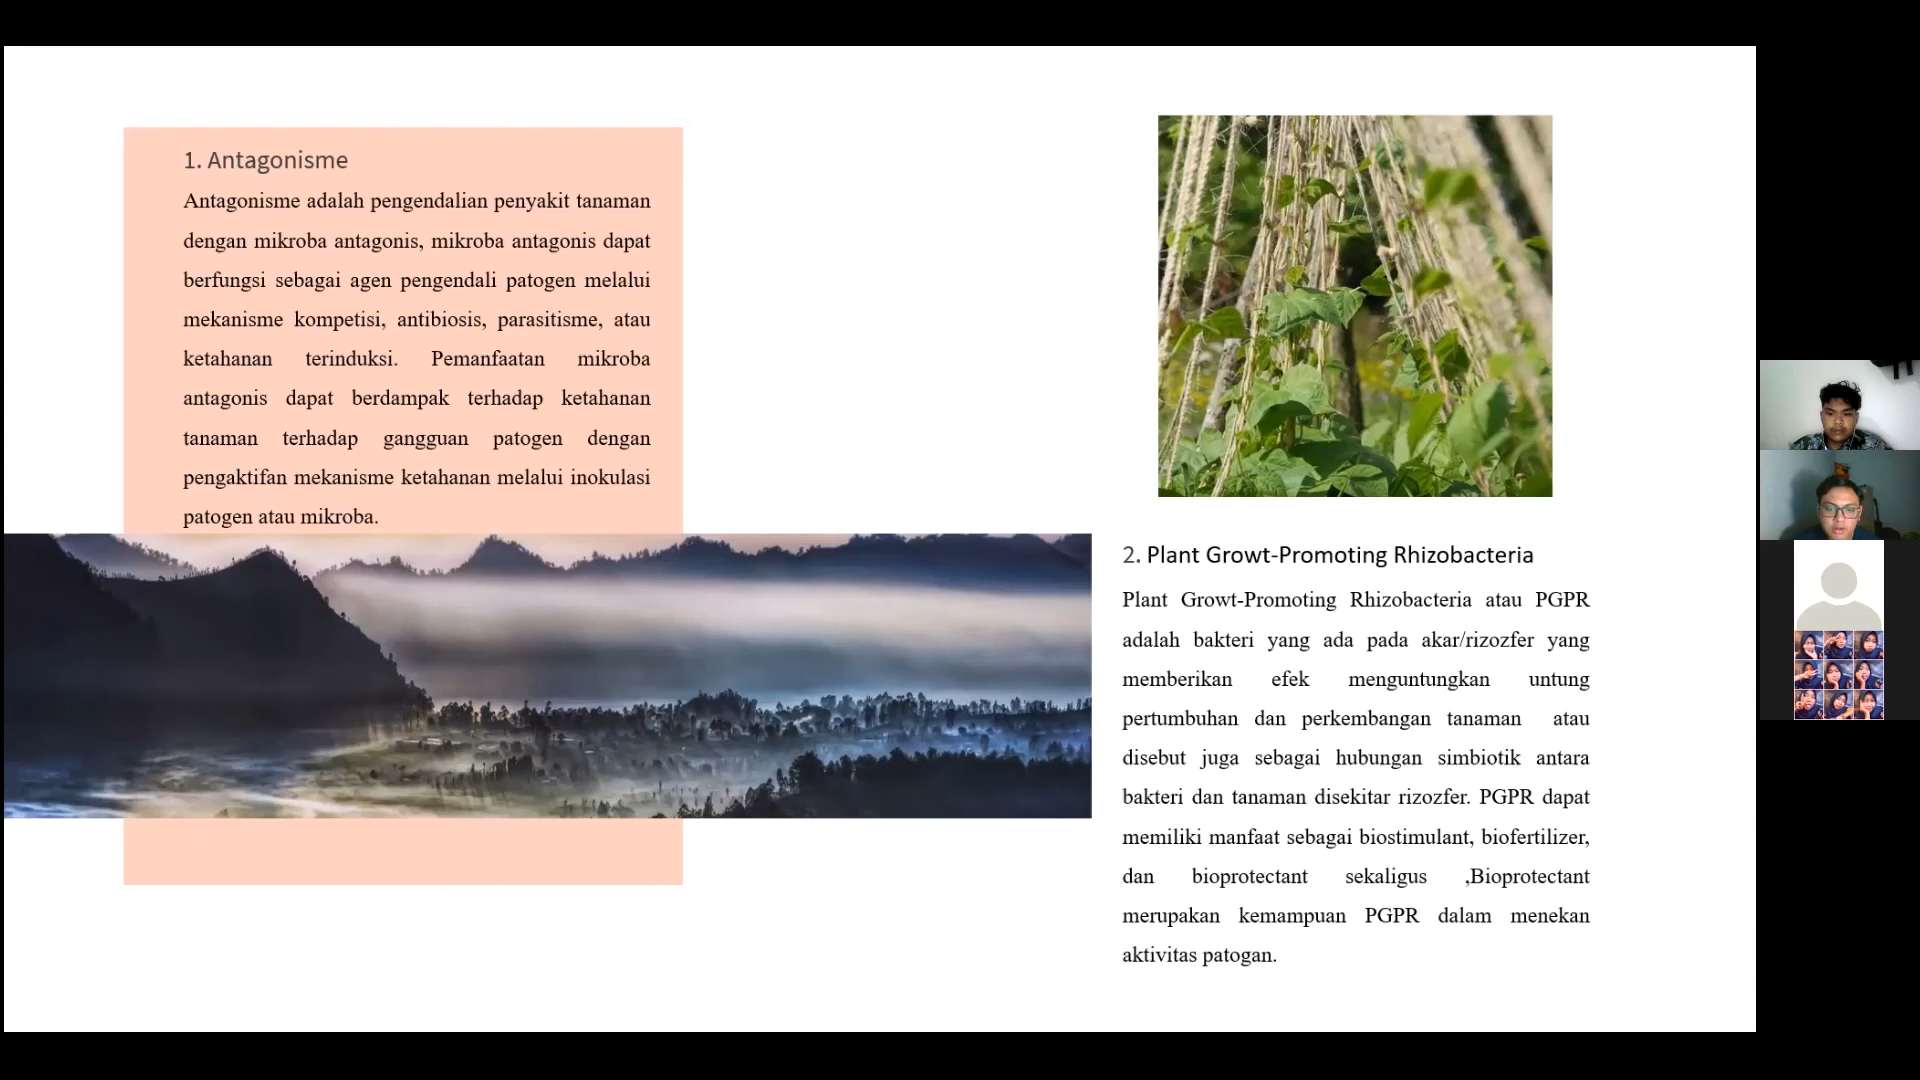 1. Antagonisme
Antagonisme adalah pengendalian penyakit tanaman
dengan mikroba antagonis, mikroba antagonis dapat
berfungsi sebagai agen pengendali patogen melalui
mekanisme kompetisi, antibiosis, parasitisme, atau
ketahanan terinduksi. Pemanfaatan mikroba
antagonis dapat berdampak terhadap ketahanan
tanaman terhadap gangguan patogen dengan
pengaktifan mekanisme ketahanan melalui inokulasi
patogen atau mikroba.
2. Plant Growt-Promoting Rhizobacteria
Plant Growt-Promoting Rhizobacteria atau PGPR
adalah bakteri yang ada pada akar/rizozfer yang
memberikan efek menguntungkan untung
pertumbuhan dan perkembangan tanaman atau
disebut juga sebagai hubungan simbiotik antara
bakteri dan tanaman disekitar rizozfer. PGPR dapat
memiliki manfaat sebagai biostimulant, biofertilizer,
dan bioprotectant sekaligus ,Bioprotectant
merupakan kemampuan PGPR dalam menekan
aktivitas patogan.